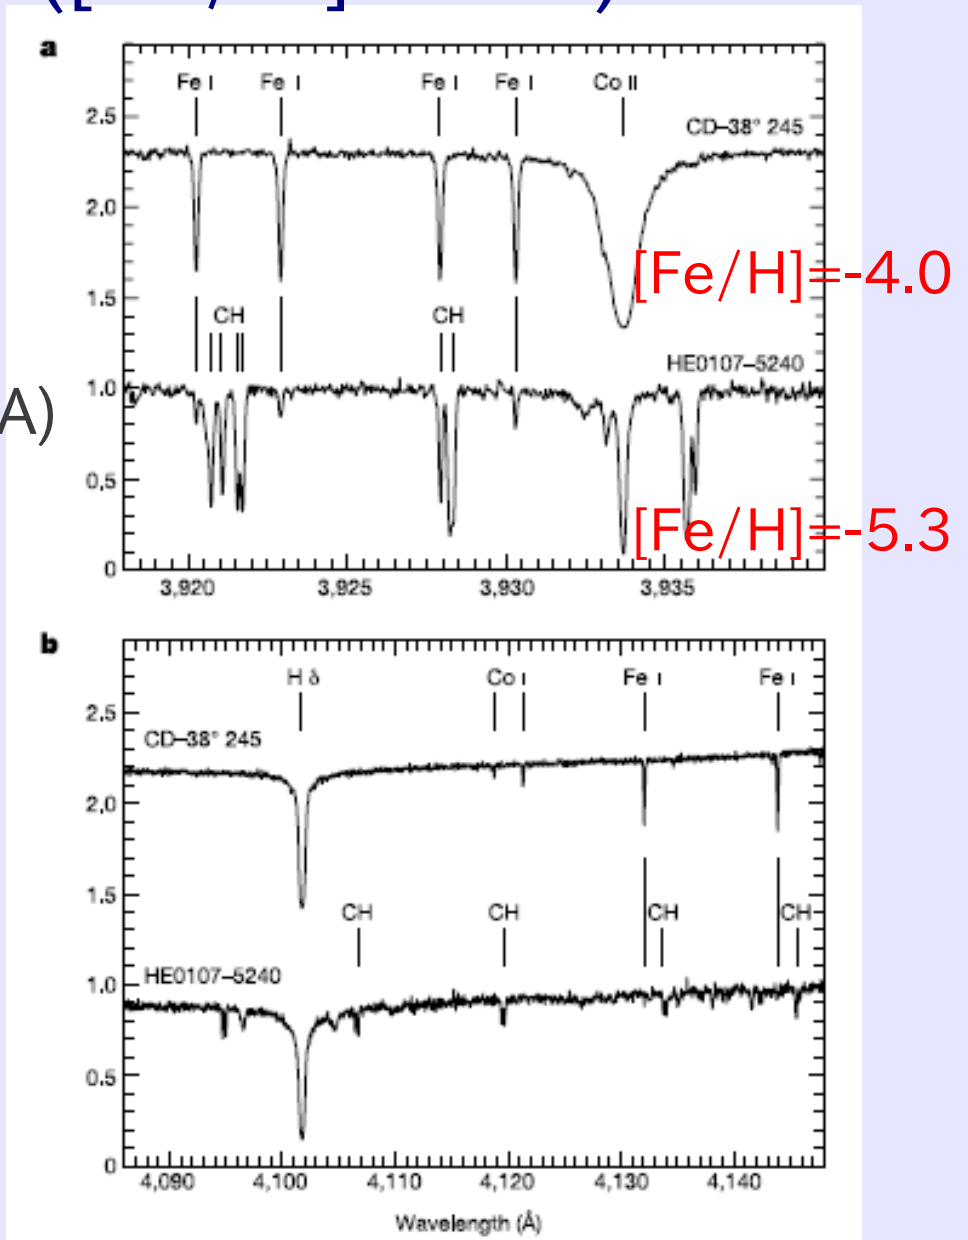 a
Fe I Fe I Fe I Fe I Co II
CD–38° 245
2.5
2.0
[Fe/H]=-4.0
1.5
CH CH
HE0107–5240
1.0
A)
0.5
[Fe/H]=-5.3
0
3,920 3,925 3,930 3,935
b
H δ Co I Fe I Fe I
2.5
CD–38° 245
2.0
1.5
CH CH CH CH
HE0107–5240
1.0
0.5
0
4,090 4,100 4,110 4,120 4,130 4,140
Wavelength (Å)